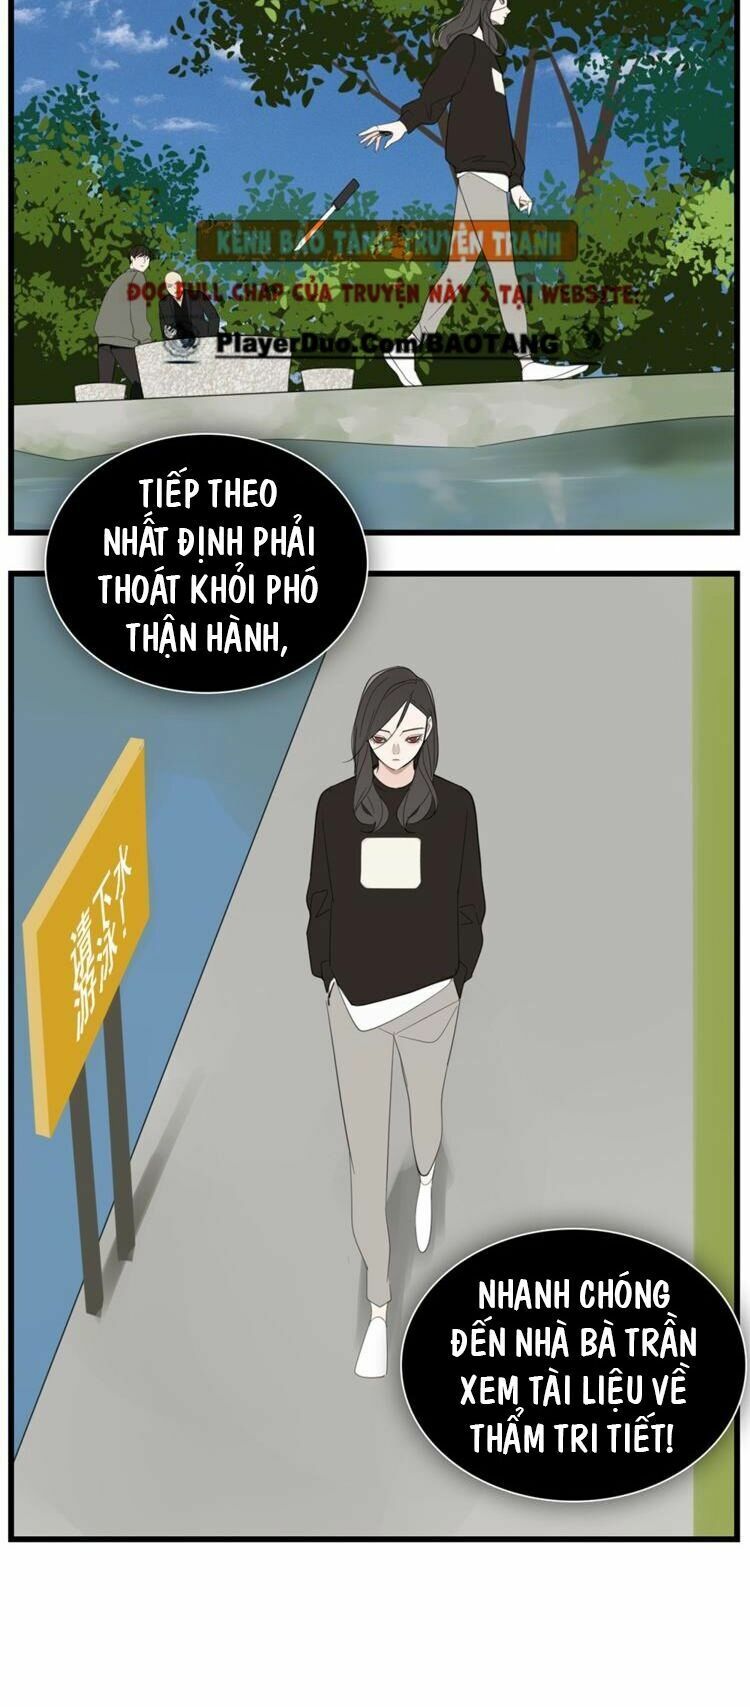 KÊNH BẢO TÀNG TRUYỆN TRANH
ĐỌC FULL CHAP CỦA TRUYỆN NÀY > TẠI WEBSITE:
PlayerDuo.Com/BAOTANG
TIẾP THEO
NHẤT ĐỊNH PHẢI
THOÁT KHỎI PHÓ
THẬN HÀNH,
请下水
游泳!
NHANH CHÓNG
ĐẾN NHÀ BÀ TRẦN
XEM TÀI LIỆU VỀ
THẨM TRI TIẾT!